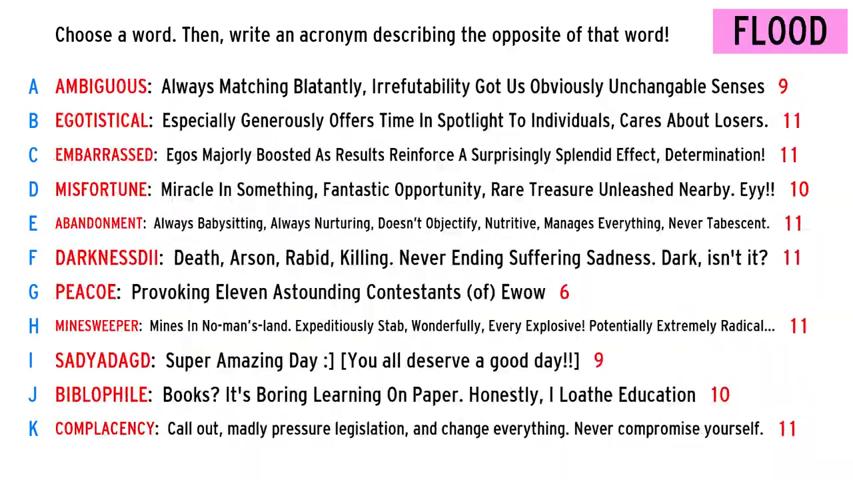 Choose a word. Then, write an acronym describing the opposite of that word!
FLOOD
A AMBIGUOUS: Always Matching Blatantly, Irrefutability Got Us Obviously Unchangable Senses 9
B EGOTISTICAL: Especially Generously Offers Time In Spotlight To Individuals, Cares About Losers. 11
C EMBARRASSED: Egos Majorly Boosted As Results Reinforce A Surprisingly Splendid Effect, Determination! 11
D MISFORTUNE: Miracle In Something, Fantastic Opportunity, Rare Treasure Unleashed Nearby. Eyy!! 10
E ABANDONMENT: Always Babysitting, Always Nurturing, Doesn't Objectify, Nutritive, Manages Everything, Never Tabescent. 11
F DARKNESSDII: Death, Arson, Rabid, Killing. Never Ending Suffering Sadness. Dark, isn't it? 11
G PEACOE: Provoking Eleven Astounding Contestants (of) Ewow 6
H MINESWEEPER: Mines In No-man's-land. Expeditiously Stab, Wonderfully, Every Explosive! Potentially Extremely Radical... 11
I SADYADAGD: Super Amazing Day :] [You all deserve a good day!!] 9
J BIBLOPHILE: Books? It's Boring Learning On Paper. Honestly, I Loathe Education 10
K COMPLACENCY: Call out, madly pressure legislation, and change everything. Never compromise yourself. 11